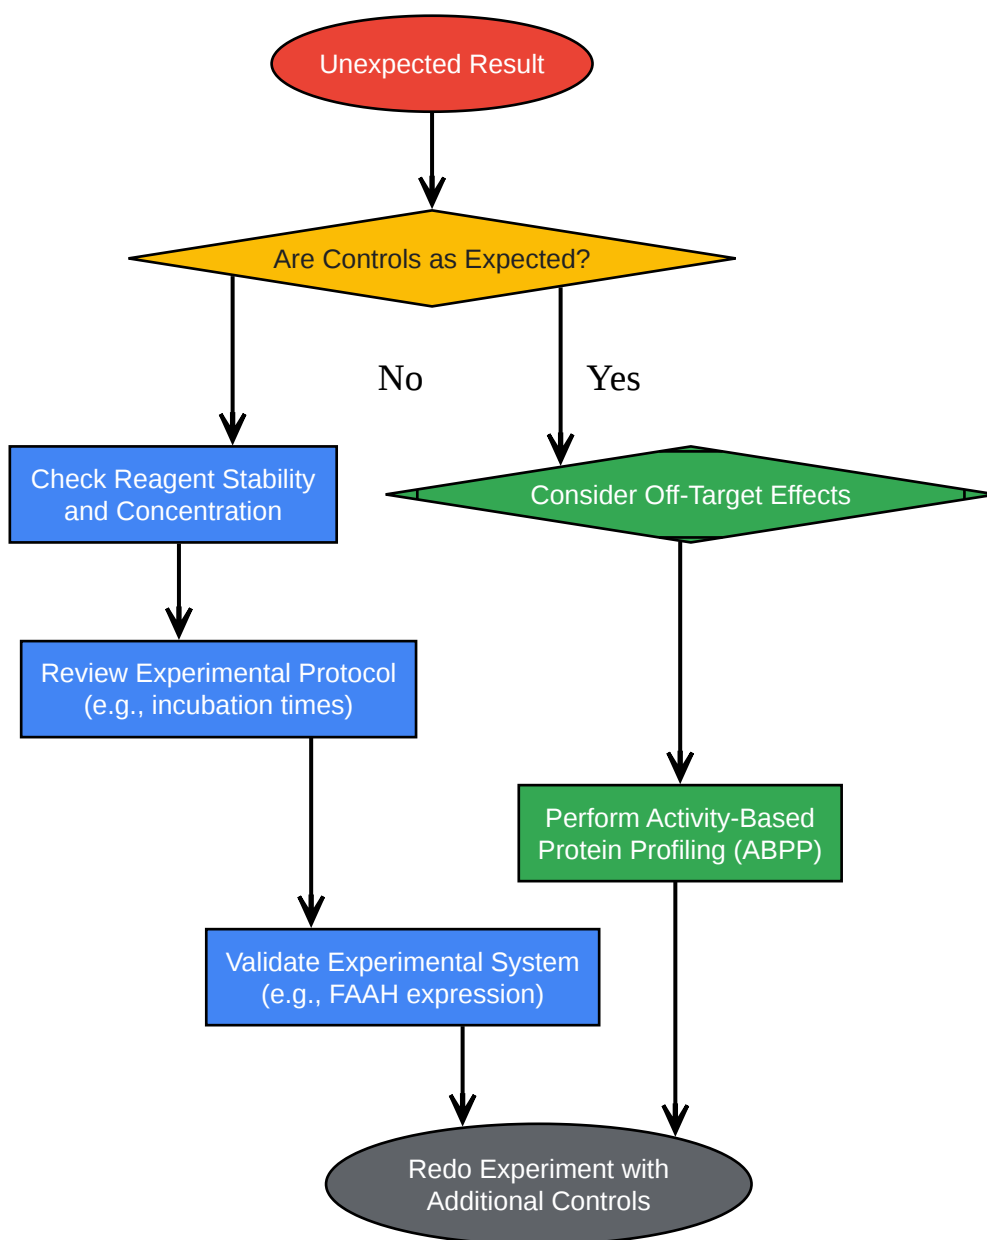 Unexpected Result
Are Controls as Expected?
No
Yes
Check Reagent Stability
and Concentration
Consider Off-Target Effects
Review Experimental Protocol
(e.g., incubation times)
Perform Activity-Based
Protein Profiling (ABPP)
Validate Experimental System
(e.g., FAAH expression)
Redo Experiment with
Additional Controls